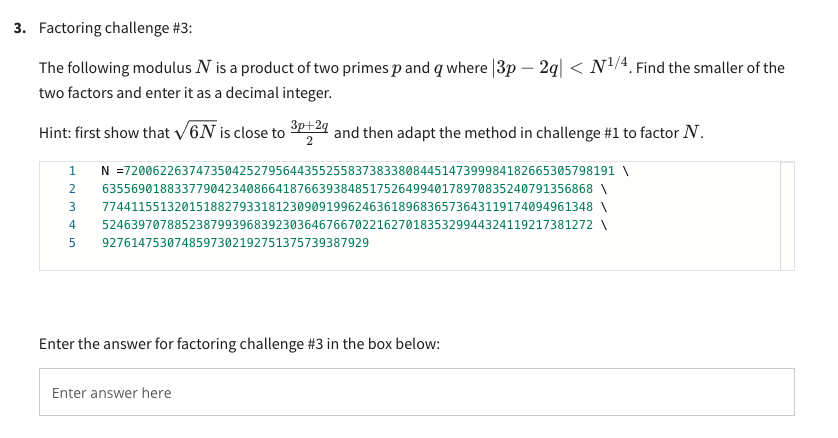 3. Factoring challenge #3:
The following modulus N is a product of two primes p and q where |3p − 2q| < N^{1/4}. Find the smaller of the
two factors and enter it as a decimal integer.
Hint: first show that √6N is close to (3p+2q)/2 and then adapt the method in challenge #1 to factor N.
1 N =72006226374735042527956443552558373833808445147399984182665305798191 \
2 63556901883377904234086641876639384851752649940178970835240791356868 \
3 77441155132015188279331812309091996246361896836573643119174094961348 \
4 52463970788523879939683923036467667022162701835329944324119217381272 \
5 9276147530748597302192751375739387929
Enter the answer for factoring challenge #3 in the box below:
Enter answer here